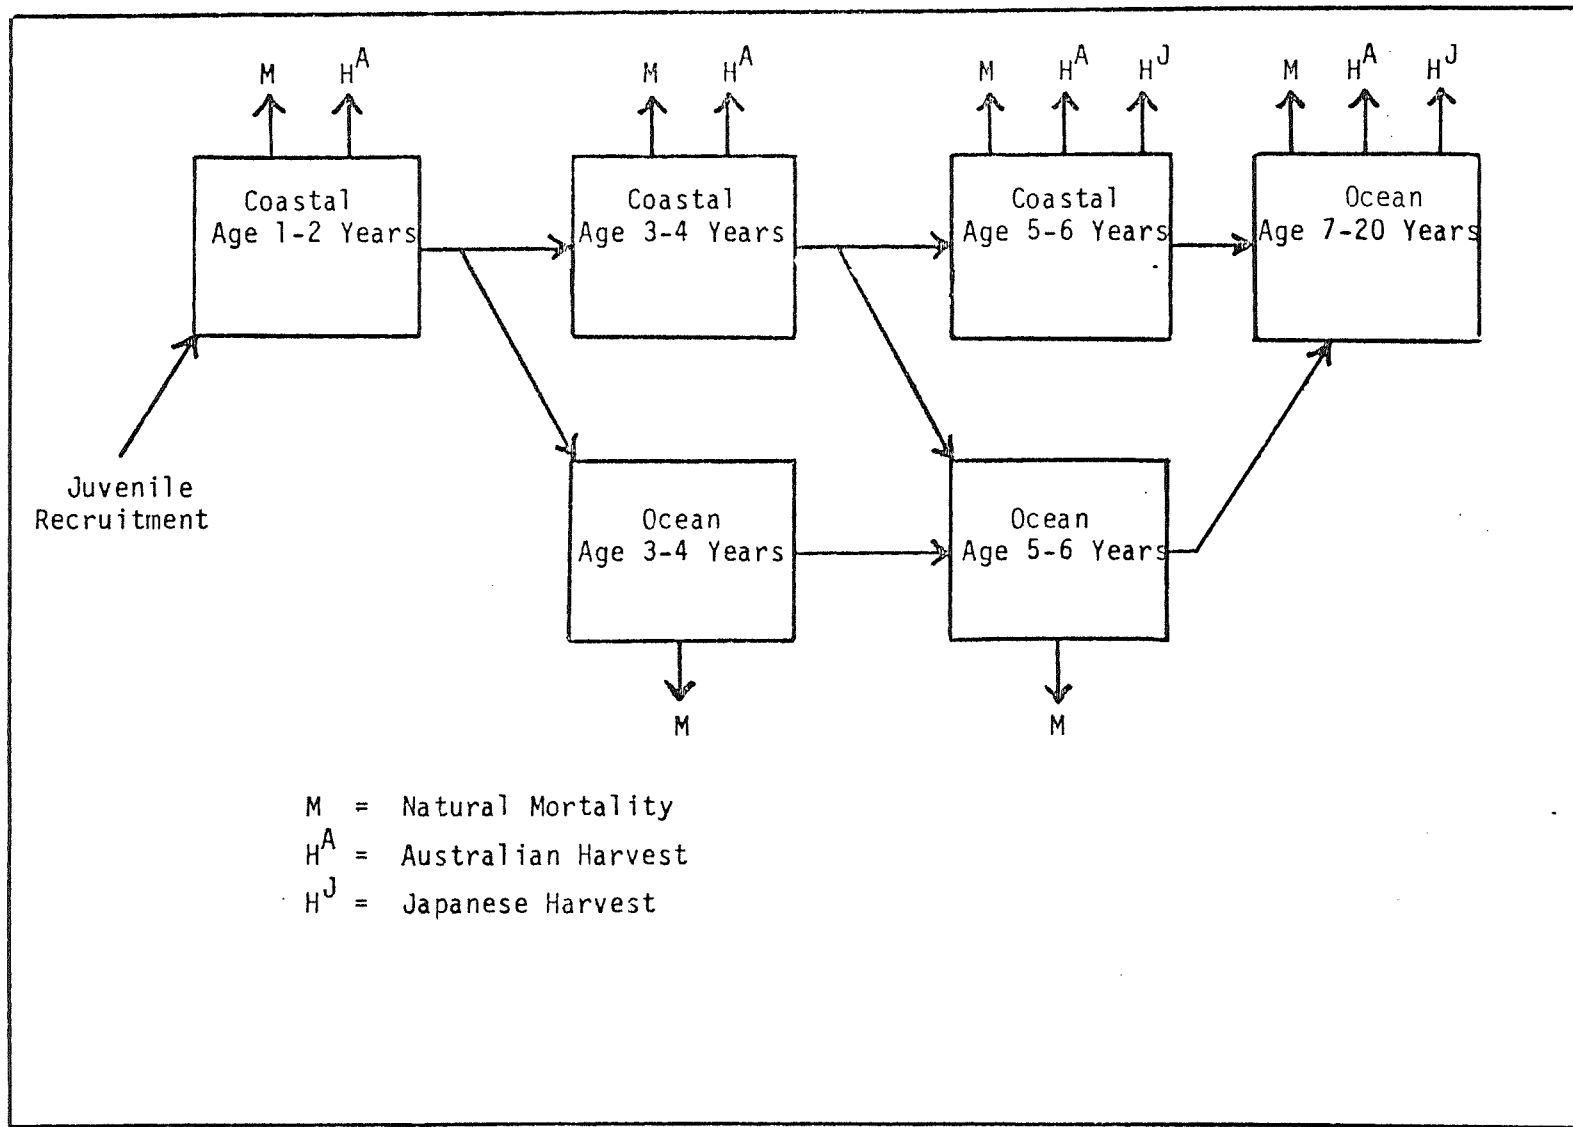 M H^A M H^A M H^A H^J M H^A H^J
Coastal
Age 1-2 Years
Coastal
Age 3-4 Years
Coastal
Age 5-6 Years
Ocean
Age 7-20 Years
Juvenile
Recruitment
Ocean
Age 3-4 Years
Ocean
Age 5-6 Years
M
M
M = Natural Mortality
H^A = Australian Harvest
H^J = Japanese Harvest